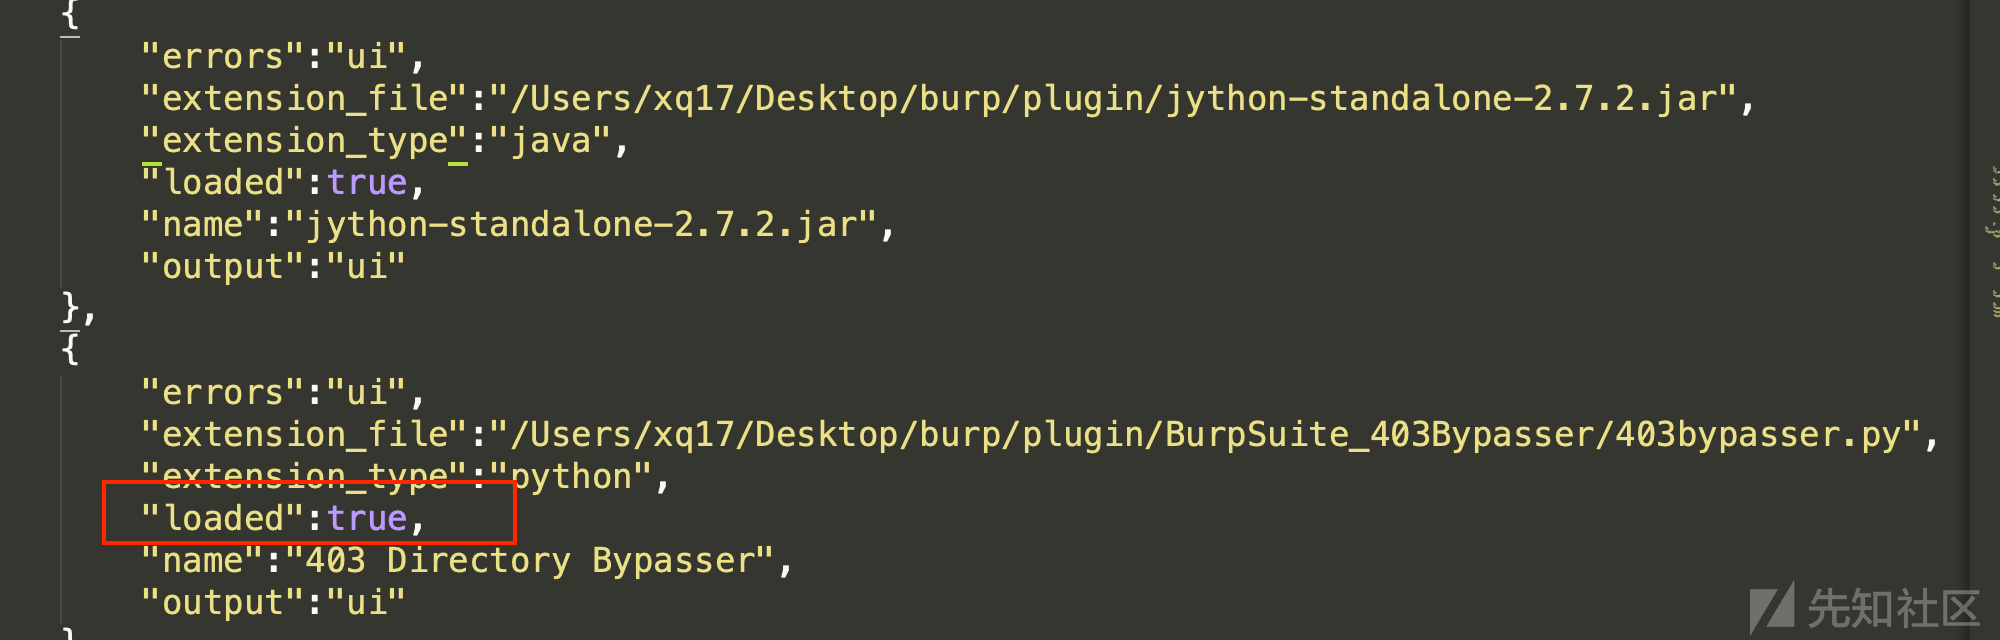 {
"errors":"ui",
"extension_file":"/Users/xq17/Desktop/burp/plugin/jython-standalone-2.7.2.jar",
"extension_type":"java",
"loaded":true,
"name":"jython-standalone-2.7.2.jar",
"output":"ui"
},
{
"errors":"ui",
"extension_file":"/Users/xq17/Desktop/burp/plugin/BurpSuite_403Bypasser/403bypasser.py",
"extension_type":"python",
"loaded":true,
"name":"403 Directory Bypasser",
"output":"ui"
}
先知社区